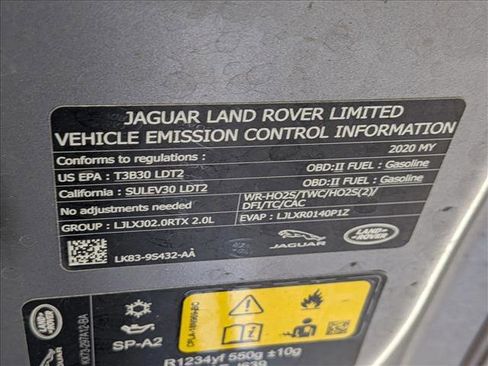 JAGUAR LAND ROVER LIMITED
VEHICLE EMISSION CONTROL INFORMATION
2020 MY
Conforms to regulations:
US EPA : T3B30 LDT2
OBD:II FUEL : Gasoline
California : SULEV30 LDT2
OBD:II FUEL : Gasoline
No adjustments needed
WR-HO2S/TWC/HO2S(2)/
DFI/TC/CAC
GROUP : LJLXJ02.0RTX 2.0L
EVAP : LJLXR0140P1Z
LK83-9S432-AA
JAGUAR
LAND-
ROVER
LAND-
ROVER
JAGUAR
SP-A2
R1234yf 550g ±10g